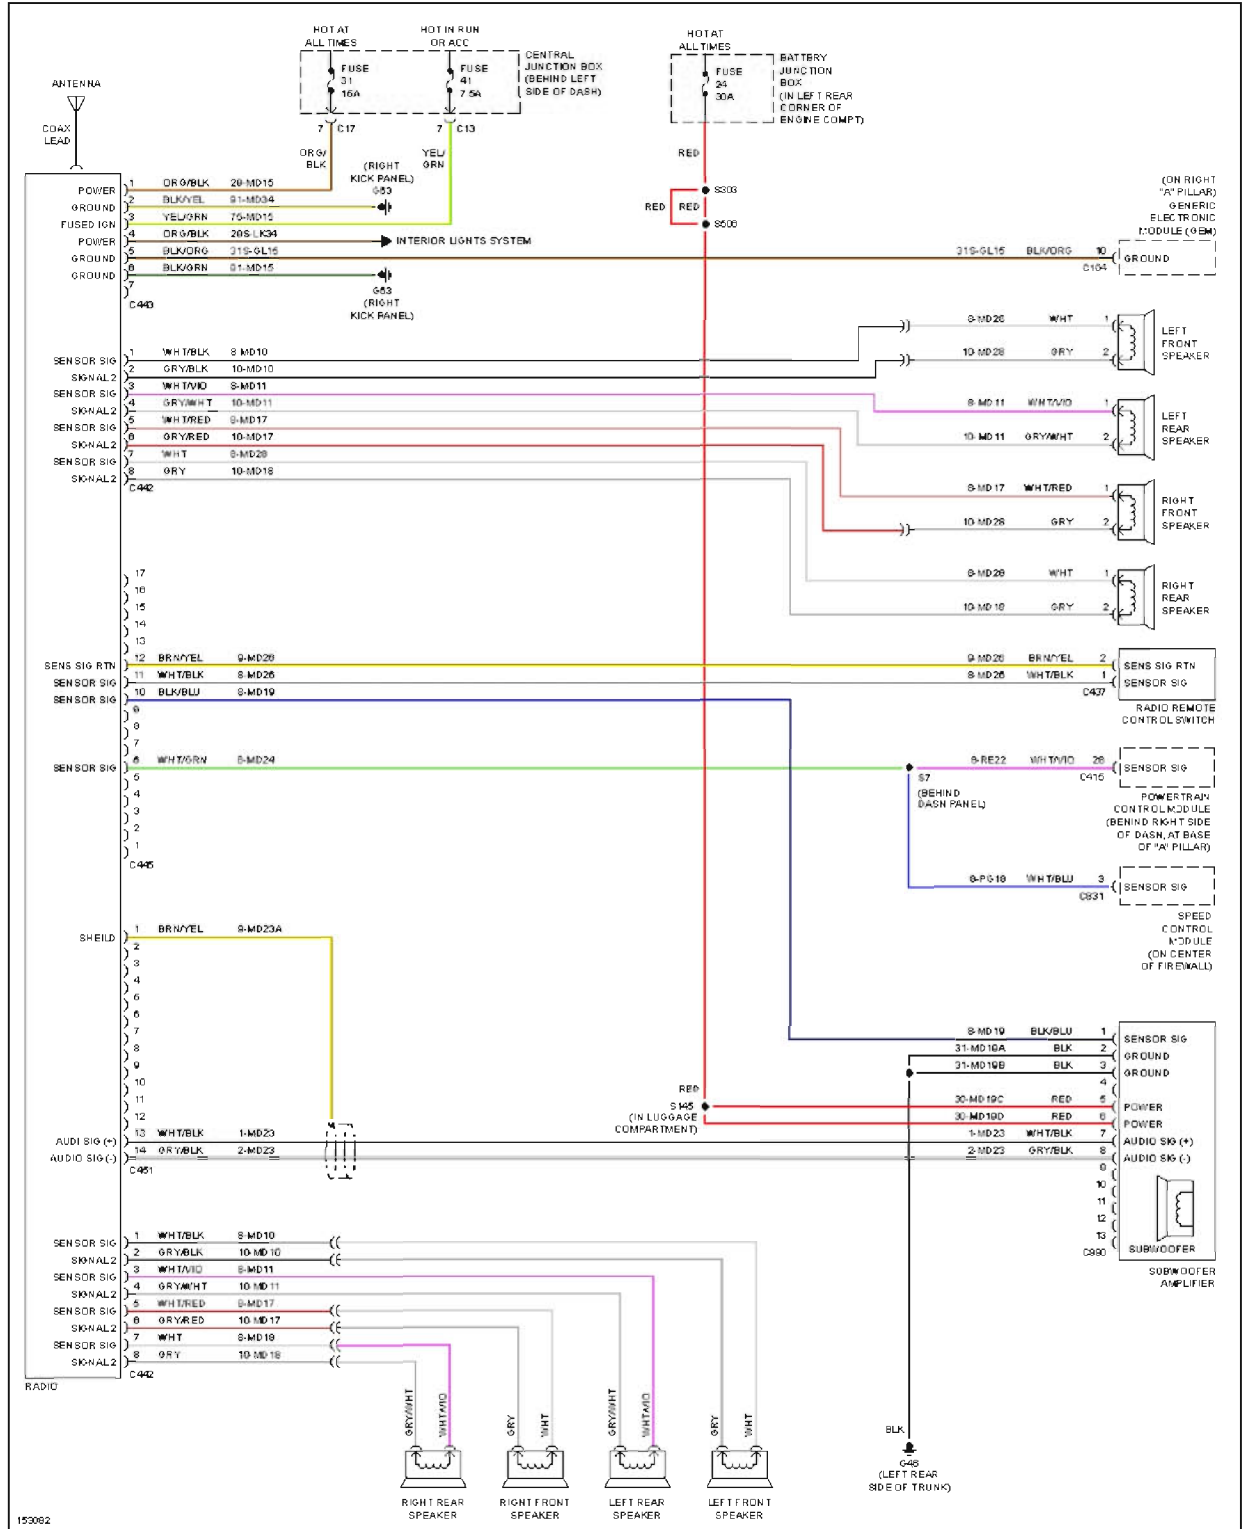 HOT AT
ALL TIMES
HOT IN RUN
OR ACC
HOT AT
ALL TIMES
FUSE
31
15A
FUSE
41
7.5A
CENTRAL
JUNCTION BOX
(BEHIND LEFT
SIDE OF DASH)
FUSE
24
30A
BATTERY
JUNCTION
BOX
(IN LEFT REAR
CORNER OF
ENGINE COMPT)
ANTENNA
COAX
LEAD
7 C17
7 C13
ORG/
BLK
YEL/
GRN
RED
(RIGHT
KICK PANEL)
G53
S303
RED RED
S506
POWER 1 ORG/BLK 29-MD15
GROUND 2 BLK/YEL 91-MD34
FUSED IGN 3 YEL/GRN 75-MD15
POWER 4 ORG/BLK 29S-LK34 INTERIOR LIGHTS SYSTEM
GROUND 5 BLK/ORG 31S-GL15
GROUND 6 BLK/GRN 91-MD15
7
C443
G53
(RIGHT
KICK PANEL)
(ON RIGHT
"A" PILLAR)
GENERIC
ELECTRONIC
MODULE (GEM)
31S-GL15 BLK/ORG 10 GROUND
C104
SENSOR SIG 1 WHT/BLK 8-MD10
SIGNAL 2 2 GRY/BLK 10-MD10
SENSOR SIG 3 WHT/VIO 8-MD11
SIGNAL 2 4 GRY/WHT 10-MD11
SENSOR SIG 5 WHT/RED 8-MD17
SIGNAL 2 6 GRY/RED 10-MD17
SENSOR SIG 7 WHT 8-MD28
SIGNAL 2 8 GRY 10-MD18
C442
8-MD28 WHT 1
10-MD28 GRY 2
LEFT
FRONT
SPEAKER
8-MD11 WHT/VIO 1
10-MD11 GRY/WHT 2
LEFT
REAR
SPEAKER
8-MD17 WHT/RED 1
10-MD28 GRY 2
RIGHT
FRONT
SPEAKER
8-MD28 WHT 1
10-MD18 GRY 2
RIGHT
REAR
SPEAKER
17
16
15
14
13
SENS SIG RTN 12 BRN/YEL 9-MD26
SENSOR SIG 11 WHT/BLK 8-MD26
SENSOR SIG 10 BLK/BLU 8-MD19
9
8
7
SENSOR SIG 6 WHT/GRN 8-MD24
5
4
3
2
1
C445
9-MD26 BRN/YEL 2 SENS SIG RTN
8-MD26 WHT/BLK 1 SENSOR SIG
C437
RADIO REMOTE
CONTROL SWITCH
S7
(BEHIND
DASN PANEL)
8-RE22 WHT/VIO 28 SENSOR SIG
C415
POWERTRAIN
CONTROL MODULE
(BEHIND RIGHT SIDE
OF DASH, AT BASE
OF "A" PILLAR)
8-PG18 WHT/BLU 3 SENSOR SIG
C831
SPEED
CONTROL
MODULE
(ON CENTER
OF FIREWALL)
SHEILD 1 BRN/YEL 9-MD23A
2
3
4
5
6
7
8
9
10
11
12
AUDI SIG (+) 13 WHT/BLK 1-MD23
AUDIO SIG (-) 14 GRY/BLK 2-MD23
C451
RED
S145
(IN LUGGAGE
COMPARTMENT)
8-MD19 BLK/BLU 1 SENSOR SIG
31-MD19A BLK 2 GROUND
31-MD19B BLK 3 GROUND
4
30-MD19C RED 5 POWER
30-MD19D RED 6 POWER
1-MD23 WHT/BLK 7 AUDIO SIG (+)
2-MD23 GRY/BLK 8 AUDIO SIG (-)
9
10
11
12
13
C990
SUBWOOFER
SUBWOOFER
AMPLIFIER
SENSOR SIG 1 WHT/BLK 8-MD10
SIGNAL 2 2 GRY/BLK 10-MD10
SENSOR SIG 3 WHT/VIO 8-MD11
SIGNAL 2 4 GRY/WHT 10-MD11
SENSOR SIG 5 WHT/RED 8-MD17
SIGNAL 2 6 GRY/RED 10-MD17
SENSOR SIG 7 WHT 8-MD18
SIGNAL 2 8 GRY 10-MD18
C442
RADIO
GRY/WHT
WHT/VIO
GRY
WHT
GRY/WHT
WHT/VIO
GRY
WHT
RIGHT REAR
SPEAKER
RIGHT FRONT
SPEAKER
LEFT REAR
SPEAKER
LEFT FRONT
SPEAKER
BLK
G46
(LEFT REAR
SIDE OF TRUNK)
153082